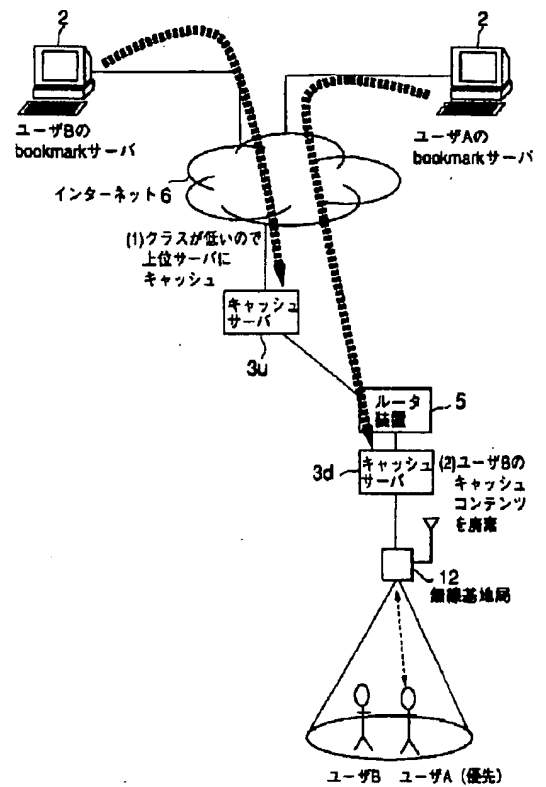 2
2
ユーザBの
bookmarkサーバ
ユーザAの
bookmarkサーバ
インターネット6
(1)クラスが低いので
上位サーバに
キャッシュ
キャッシュ
サーバ
3u
ルータ
装置
5
3d
キャッシュ
サーバ
(2)ユーザBの
キャッシュ
コンテンツ
を廃棄
12
無線基地局
ユーザB
ユーザA (優先)